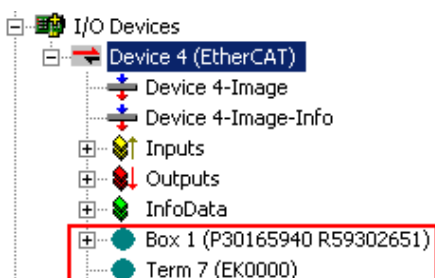 I/O Devices
Device 4 (EtherCAT)
Device 4-Image
Device 4-Image-Info
Inputs
Outputs
InfoData
Box 1 (P30165940 R59302651)
Term 7 (EK0000)